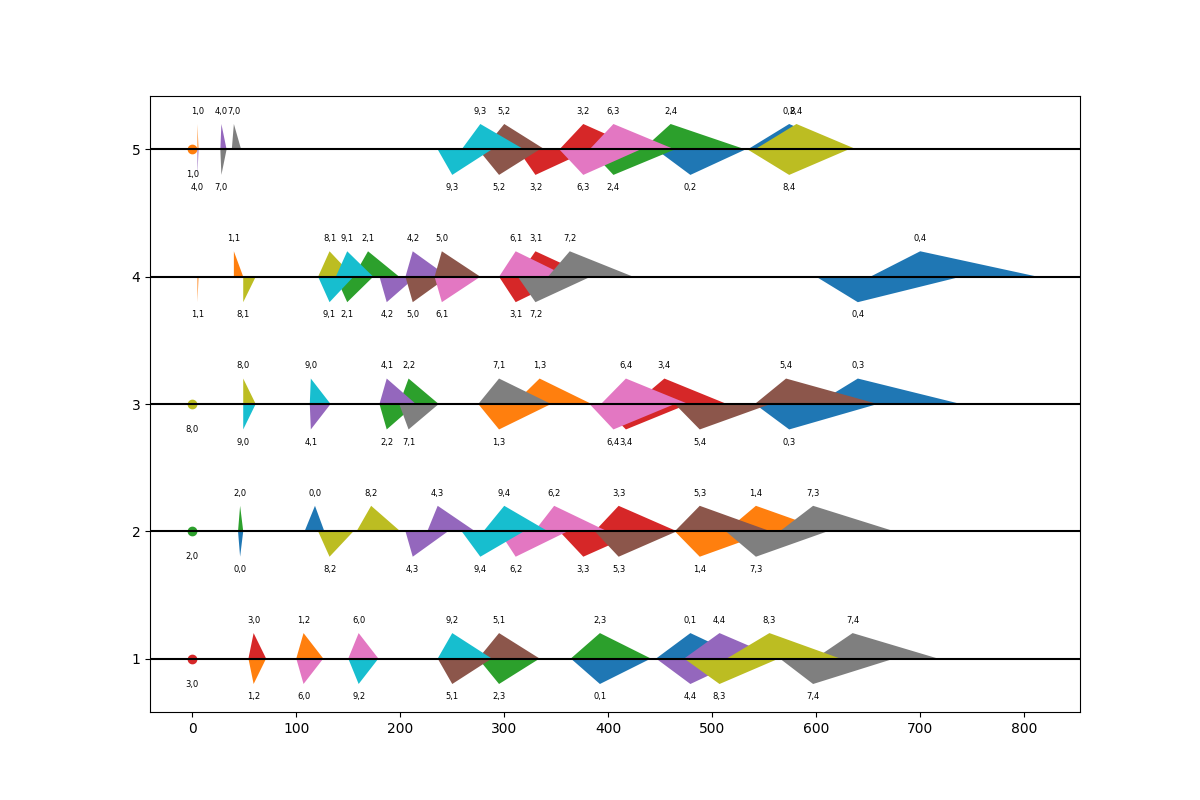 1,0 4,0 7,0 9,3 5,2 3,2 6,3 2,4 0,2 8,4
5
1,0
4,0 7,0 9,3 5,2 3,2 6,3 2,4 0,2 8,4
1,1 8,1 9,1 2,1 4,2 5,0 6,1 3,1 7,2 0,4
4
1,1 8,1 9,1 2,1 4,2 5,0 6,1 3,1 7,2 0,4
8,0 9,0 4,1 2,2 7,1 1,3 6,4 3,4 5,4 0,3
3
8,0
9,0 4,1 2,2 7,1 1,3 6,4 3,4 5,4 0,3
2,0 0,0 8,2 4,3 9,4 6,2 3,3 5,3 1,4 7,3
2
2,0
0,0 8,2 4,3 9,4 6,2 3,3 5,3 1,4 7,3
3,0 1,2 6,0 9,2 5,1 2,3 0,1 4,4 8,3 7,4
1
3,0
1,2 6,0 9,2 5,1 2,3 0,1 4,4 8,3 7,4
0 100 200 300 400 500 600 700 800